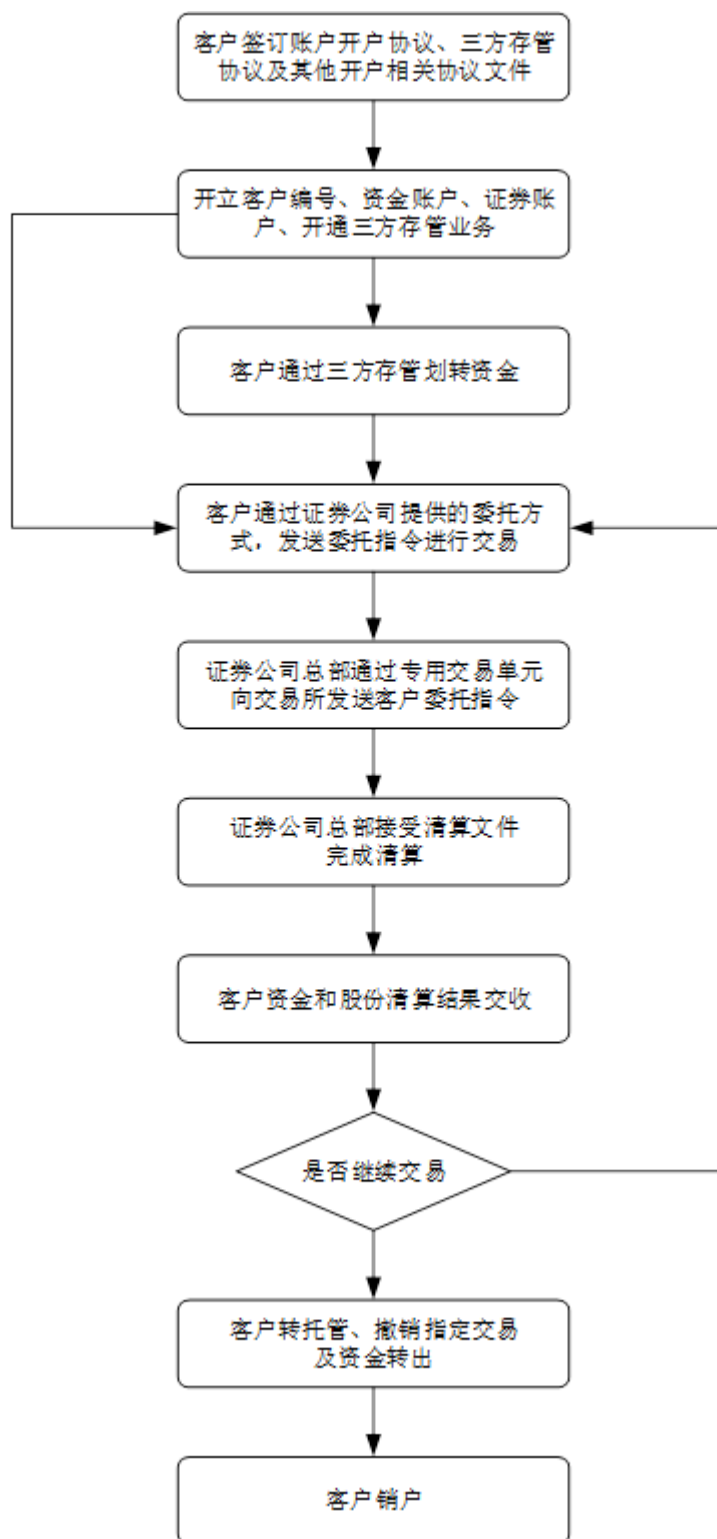 客户签订账户开户协议、三方存管
协议及其他开户相关协议文件
开立客户编号、资金账户、证券账
户、开通三方存管业务
客户通过三方存管划转资金
客户通过证券公司提供的委托方
式，发送委托指令进行交易
证券公司总部通过专用交易单元
向交易所发送客户委托指令
证券公司总部接受清算文件
完成清算
客户资金和股份清算结果交收
是否继续交易
客户转托管、撤销指定交易
及资金转出
客户销户